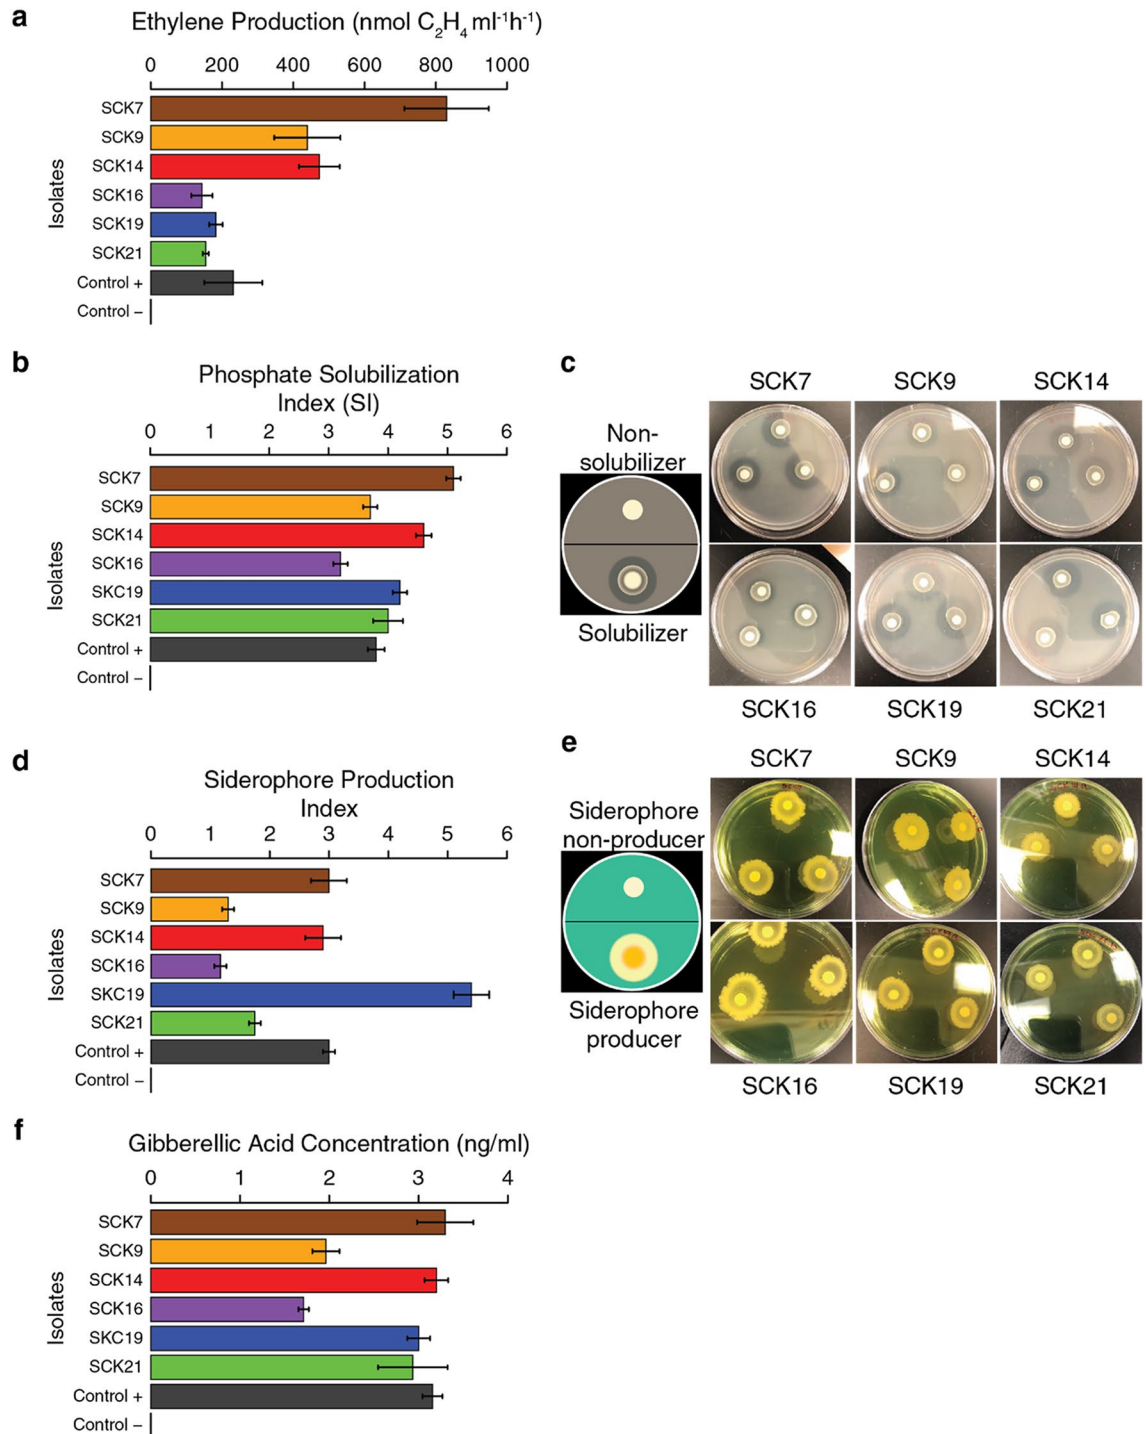 a
Ethylene Production (nmol C2H4 ml-1h-1)
0 200 400 600 800 1000
Isolates
SCK7
SCK9
SCK14
SCK16
SCK19
SCK21
Control +
Control –
b
Phosphate Solubilization
Index (SI)
0 1 2 3 4 5 6
Isolates
SCK7
SCK9
SCK14
SCK16
SKC19
SCK21
Control +
Control –
c
Non-
solubilizer
Solubilizer
SCK7 SCK9 SCK14
SCK16 SCK19 SCK21
d
Siderophore Production
Index
0 1 2 3 4 5 6
Isolates
SCK7
SCK9
SCK14
SCK16
SKC19
SCK21
Control +
Control –
e
Siderophore
non-producer
Siderophore
producer
SCK7 SCK9 SCK14
SCK16 SCK19 SCK21
f
Gibberellic Acid Concentration (ng/ml)
0 1 2 3 4
Isolates
SCK7
SCK9
SCK14
SCK16
SKC19
SCK21
Control +
Control –